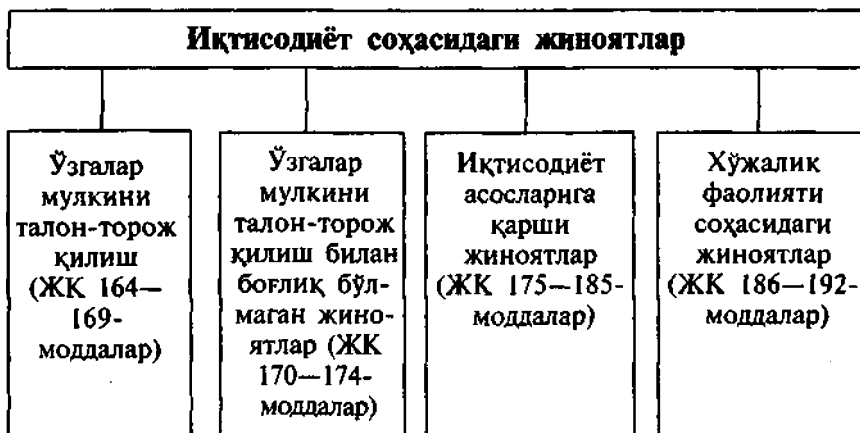 Иқтисодиёт соҳасидаги жиноятлар
Ўзгалар
мулкини
талон-торож
қилиш
(ЖК 164—
169-
моддалар)
Ўзгалар
мулкини
талон-торож
қилиш билан
боғлиқ бўл-
маган жино-
ятлар (ЖК
170—174-
моддалар)
Иқтисодиёт
асосларига
қарши
жиноятлар
(ЖК 175—185-
моддалар)
Хўжалик
фаолияти
соҳасидаги
жиноятлар
(ЖК 186—192-
моддалар)